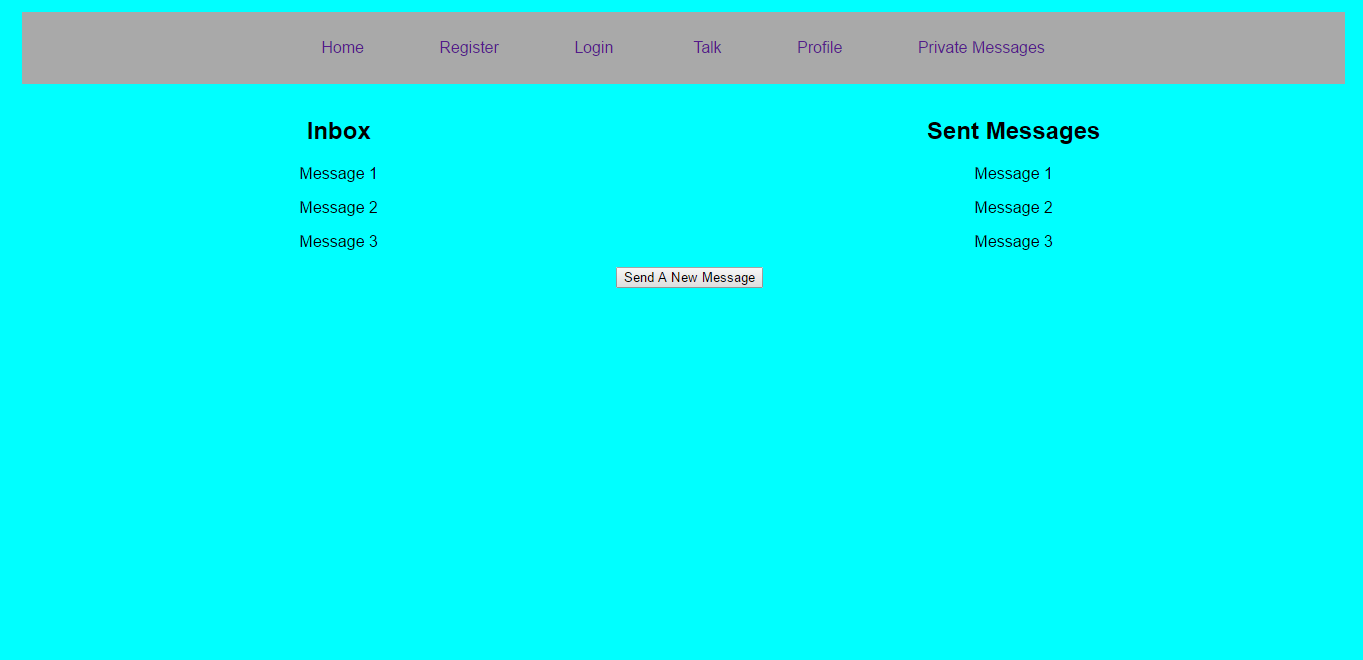 Home Register Login Talk Profile Private Messages
Inbox
Message 1
Message 2
Message 3
Sent Messages
Message 1
Message 2
Message 3
Send A New Message